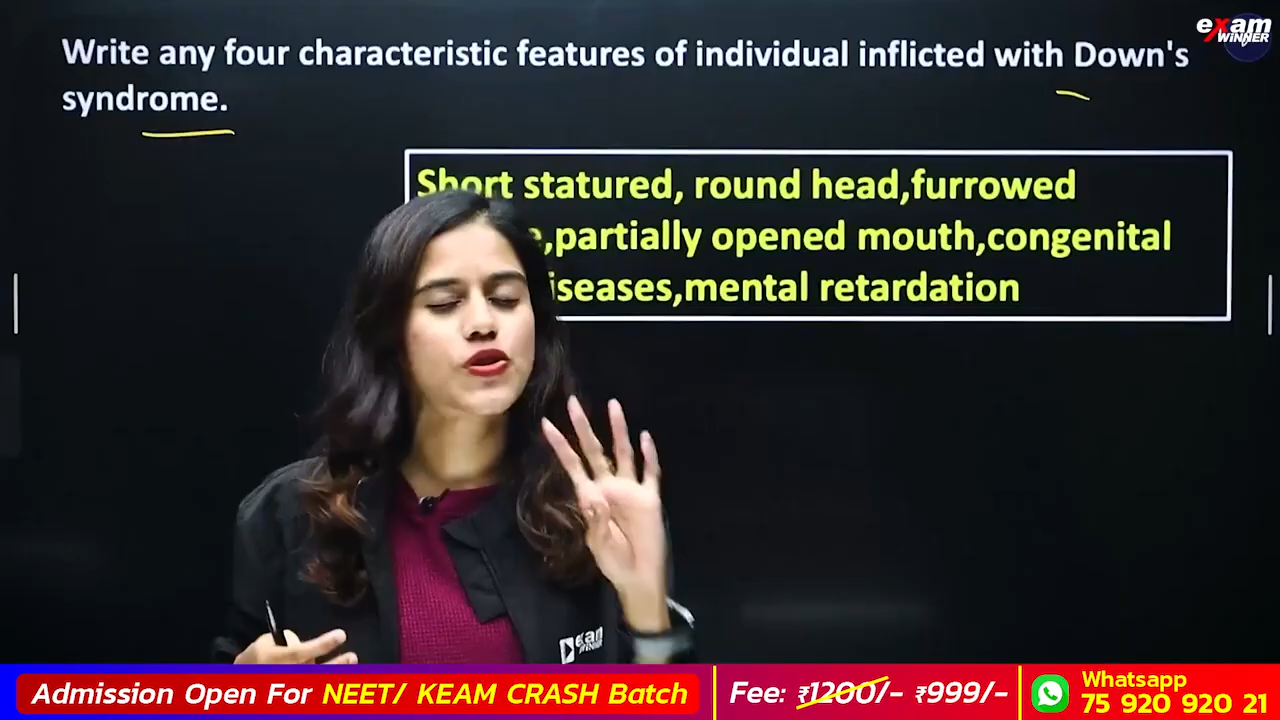 exam
WINNER
Write any four characteristic features of individual inflicted with Down's
syndrome.
Short statured, round head,furrowed
,partially opened mouth,congenital
,mental retardation
exam
WINNER
Admission Open For NEET/ KEAM CRASH Batch
Fee: ₹1200/- ₹999/-
Whatsapp
75 920 920 21